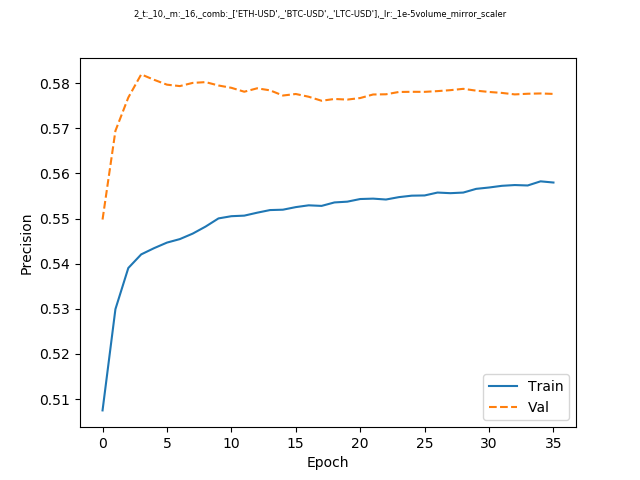 2_t:_10,_m:_16,_comb:_['ETH-USD',_'BTC-USD',_'LTC-USD'],_lr:_1e-5volume_mirror_scaler
0.58
0.57
0.56
0.55
0.54
0.53
0.52
0.51
Precision
0 5 10 15 20 25 30 35
Epoch
Train
Val